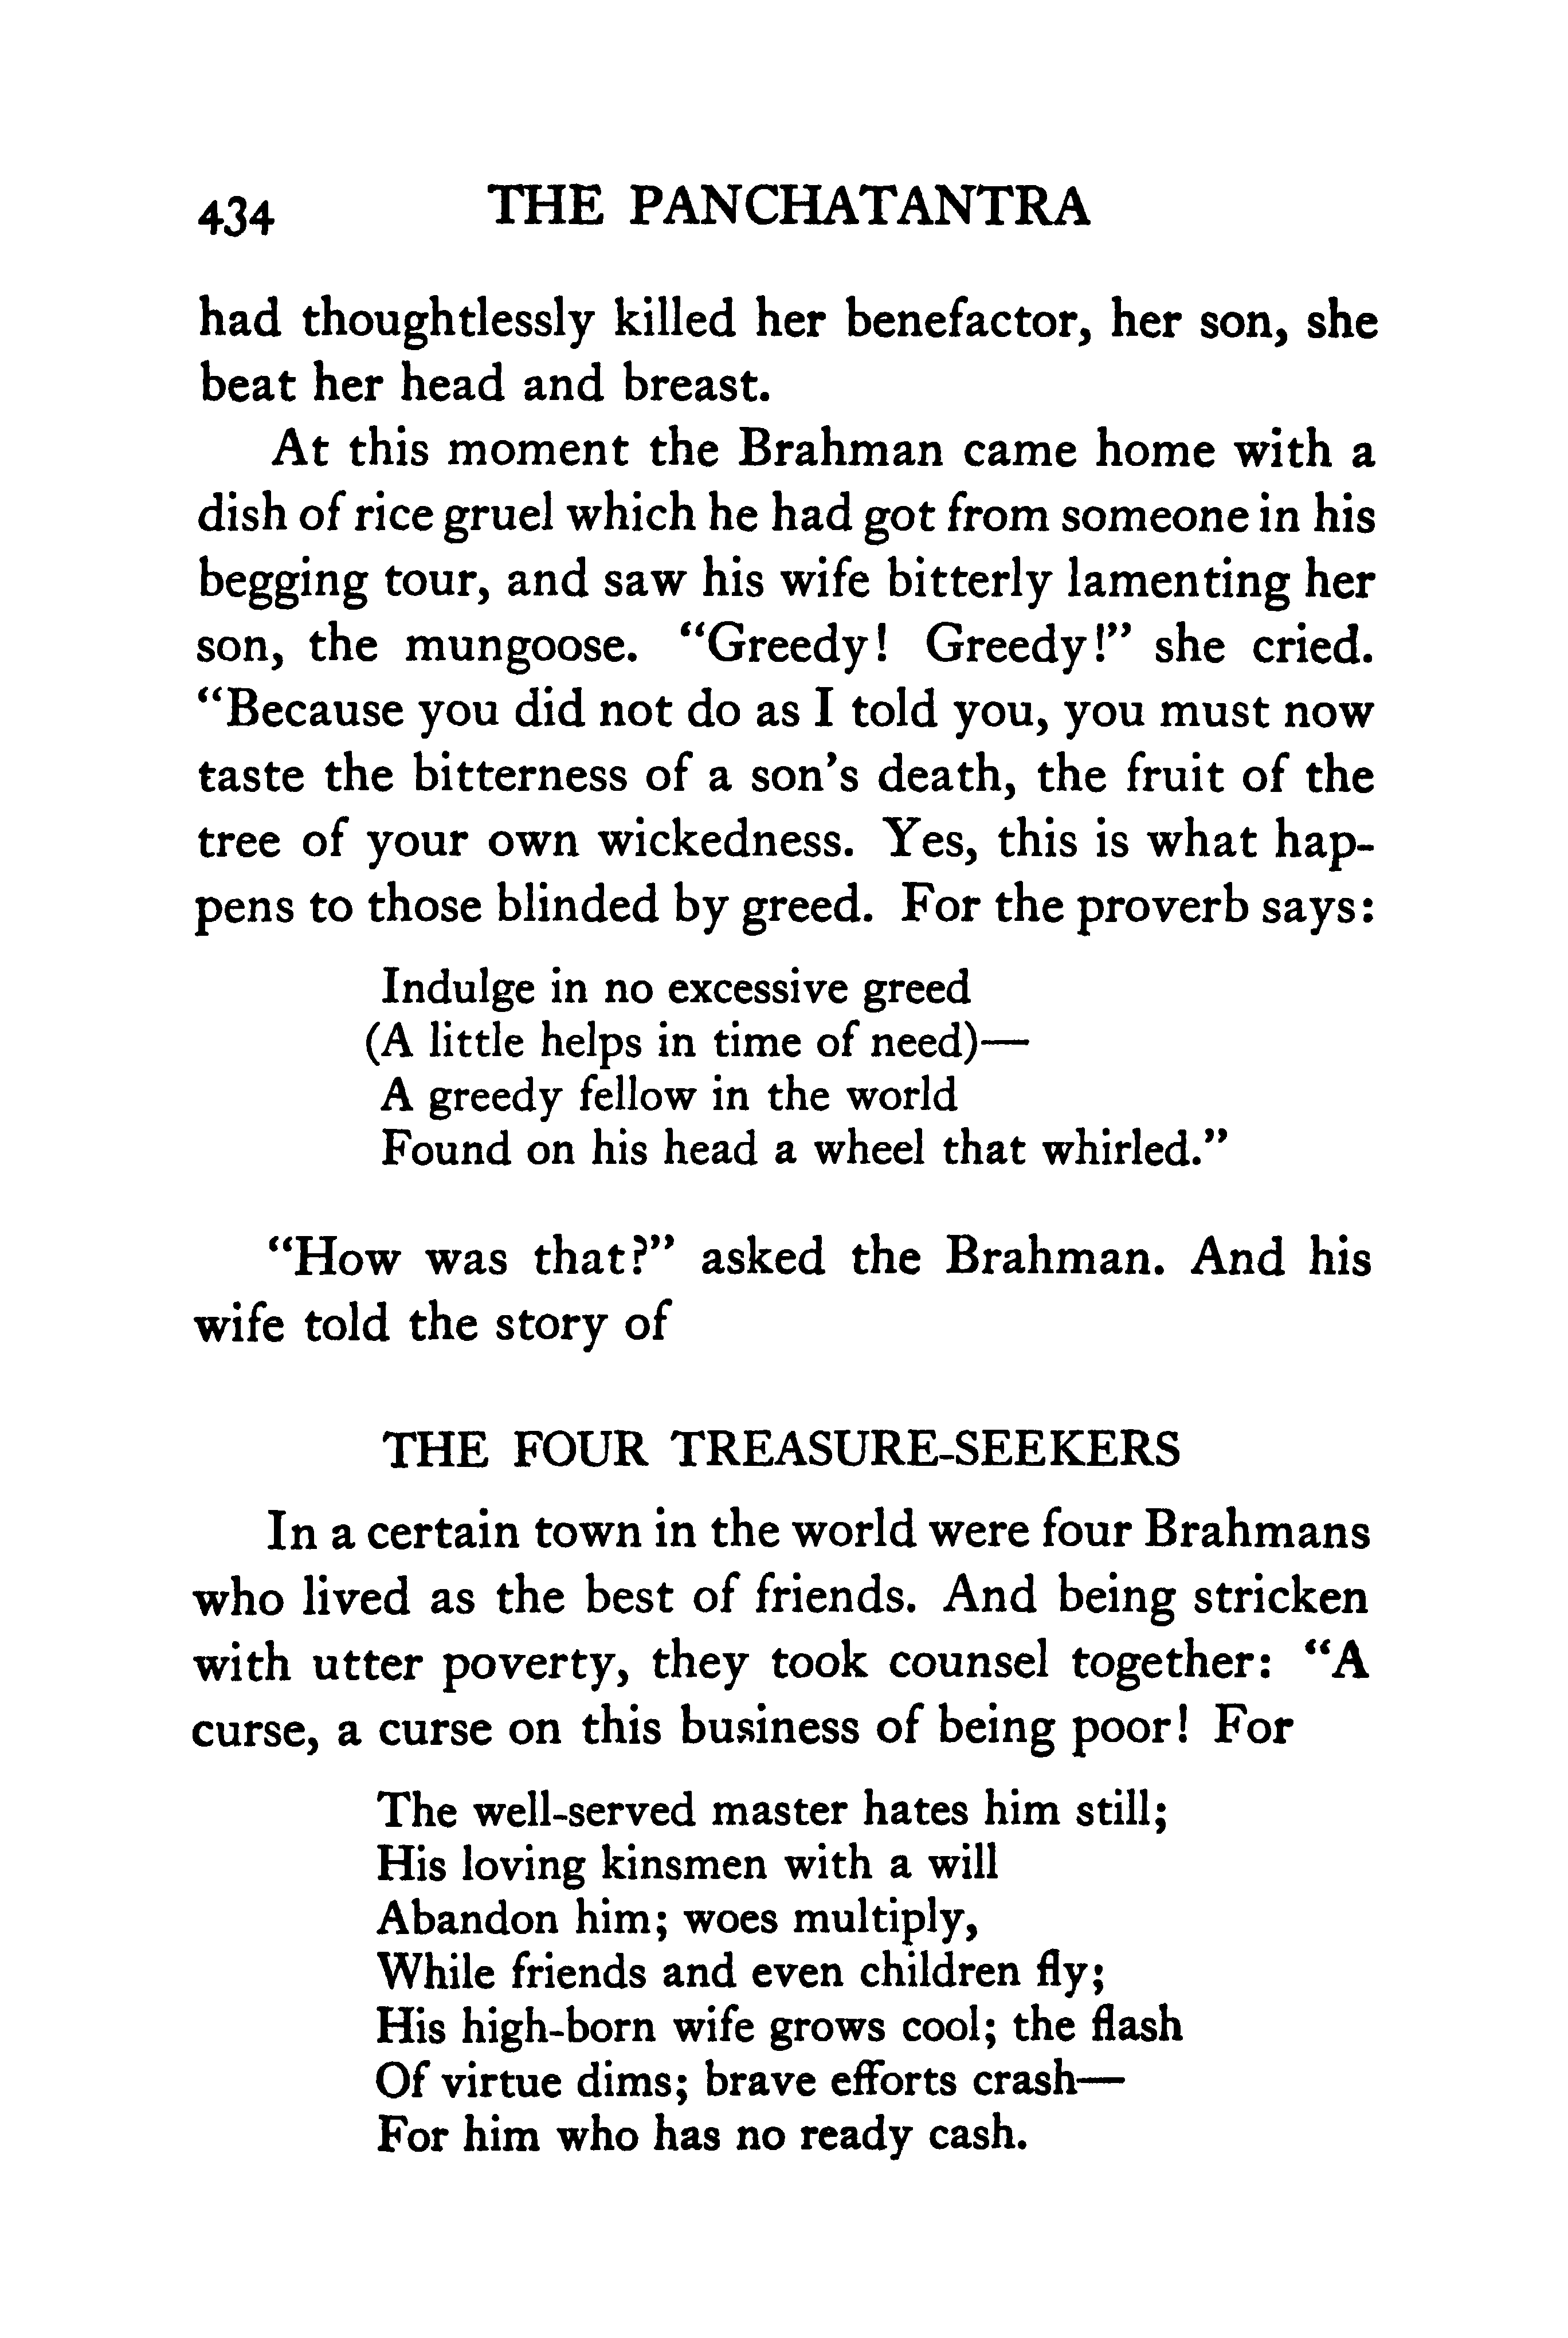 434 THE PANCHATANTRA
had thoughtlessly killed her benefactor, her son, she
beat her head and breast.
At this moment the Brahman came home with a
dish of rice gruel which he had got from someone in his
begging tour, and saw his wife bitterly lamenting her
son, the mungoose. “Greedy! Greedy!” she cried.
“Because you did not do as I told you, you must now
taste the bitterness of a son’s death, the fruit of the
tree of your own wickedness. Yes, this is what hap-
pens to those blinded by greed. For the proverb says:
Indulge in no excessive greed
(A little helps in time of need)—
A greedy fellow in the world
Found on his head a wheel that whirled.”
“How was that?” asked the Brahman. And his
wife told the story of
THE FOUR TREASURE-SEEKERS
In a certain town in the world were four Brahmans
who lived as the best of friends. And being stricken
with utter poverty, they took counsel together: “A
curse, a curse on this business of being poor! For
The well-served master hates him still;
His loving kinsmen with a will
Abandon him; woes multiply,
While friends and even children fly;
His high-born wife grows cool; the flash
Of virtue dims; brave efforts crash—
For him who has no ready cash.